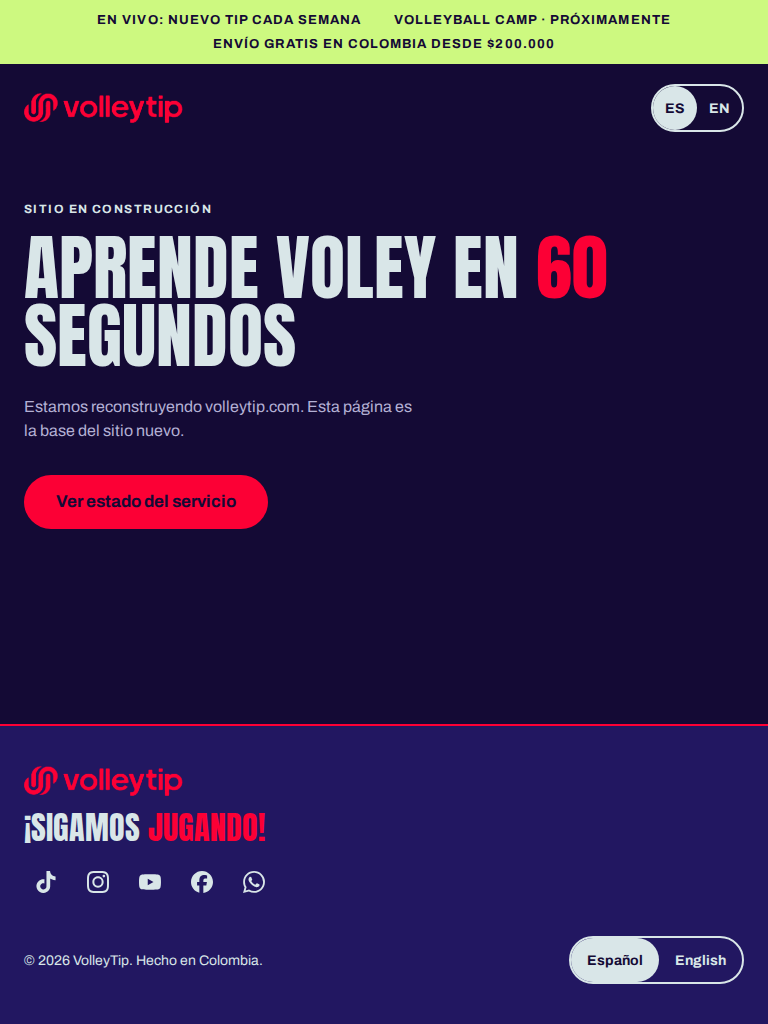 EN VIVO: NUEVO TIP CADA SEMANA VOLLEYBALL CAMP · PRÓXIMAMENTE
ENVÍO GRATIS EN COLOMBIA DESDE $200.000
volleytip
ES EN
SITIO EN CONSTRUCCIÓN
APRENDE VOLEY EN 60
SEGUNDOS
Estamos reconstruyendo volleytip.com. Esta página es
la base del sitio nuevo.
Ver estado del servicio
volleytip
¡SIGAMOS JUGANDO!
© 2026 VolleyTip. Hecho en Colombia.
Español English